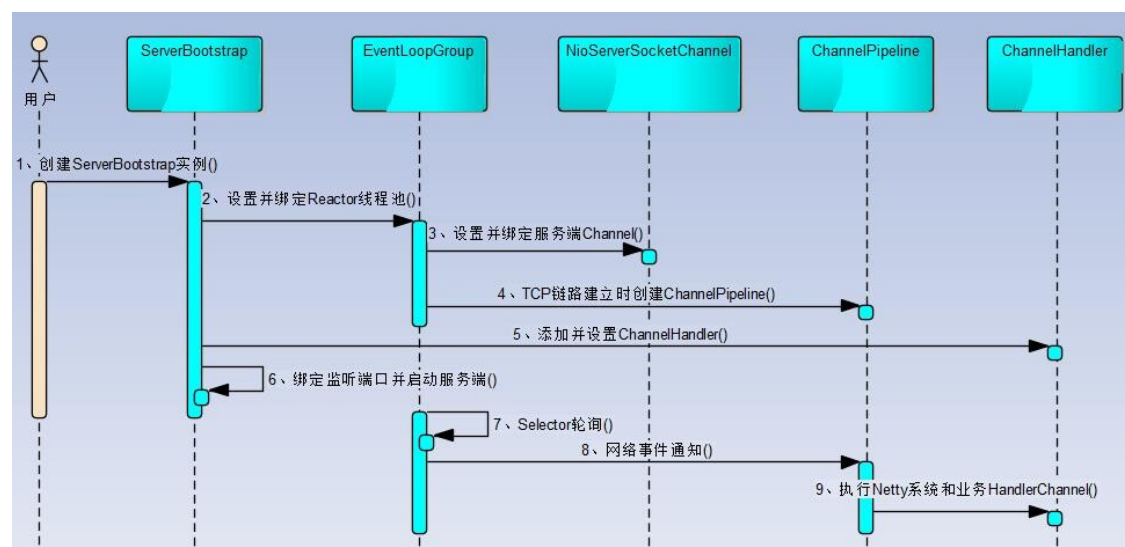 ServerBootstrap
EventLoopGroup
NioServerSocketChannel
ChannelPipeline
ChannelHandler
用户
1、创建ServerBootstrap实例()
2、设置并绑定Reactor线程池()
3、设置并绑定服务端Channel()
4、TCP链路建立时创建ChannelPipeline()
5、添加并设置ChannelHandler()
6、绑定监听端口并启动服务端()
7、Selector轮询()
8、网络事件通知()
9、执行Netty系统和业务HandlerChannel()